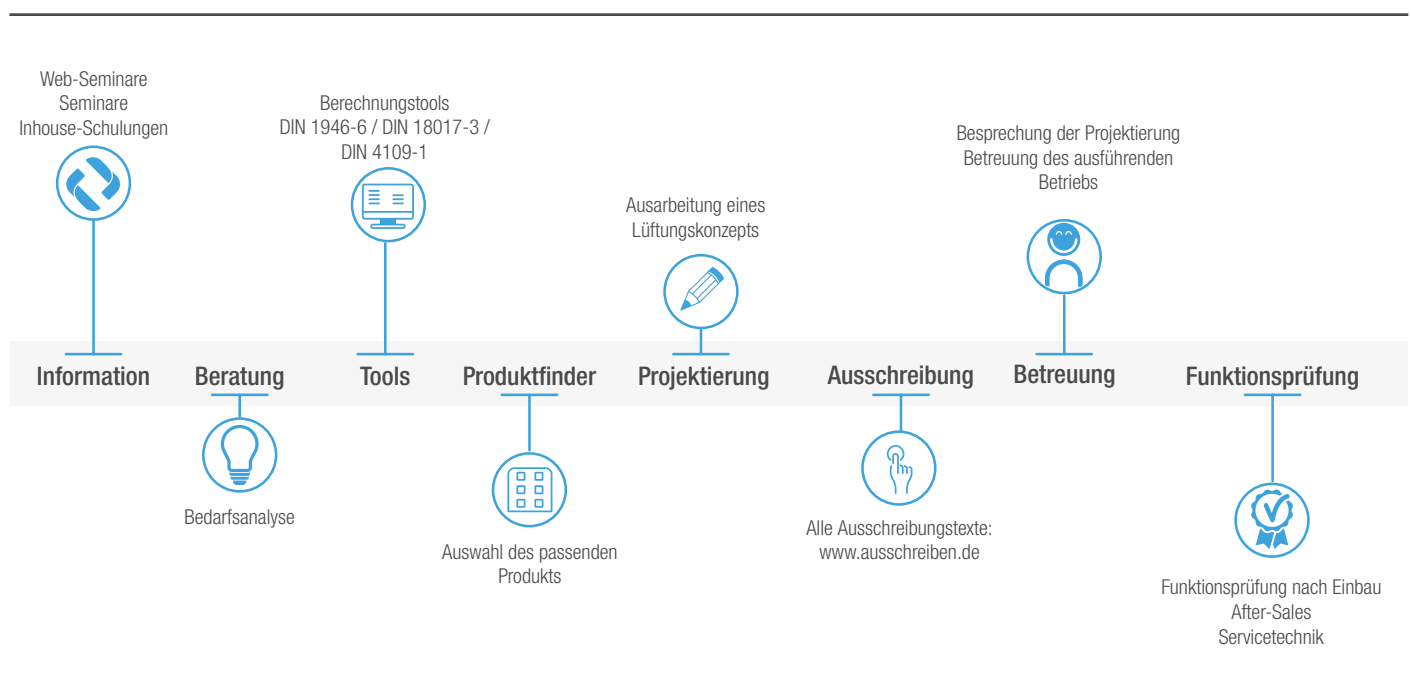 Web-Seminare
Seminare
Inhouse-Schulungen
Berechnungstools
DIN 1946-6 / DIN 18017-3 /
DIN 4109-1
Ausarbeitung eines
Lüftungskonzepts
Besprechung der Projektierung
Betreuung des ausführenden
Betriebs
Information
Beratung
Tools
Produktfinder
Projektierung
Ausschreibung
Betreuung
Funktionsprüfung
Bedarfsanalyse
Auswahl des passenden
Produkts
Alle Ausschreibungstexte:
www.ausschreiben.de
Funktionsprüfung nach Einbau
After-Sales
Servicetechnik